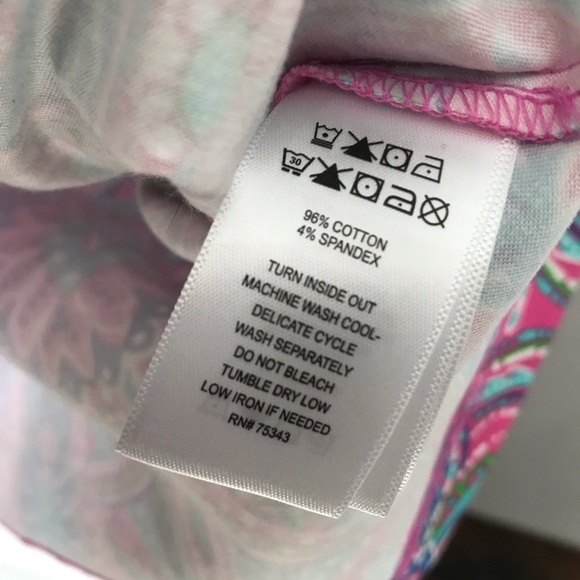 30
96% COTTON
4% SPANDEX
TURN INSIDE OUT
MACHINE WASH COOL-
DELICATE CYCLE
WASH SEPARATELY
DO NOT BLEACH
TUMBLE DRY LOW
LOW IRON IF NEEDED
RN# 75343